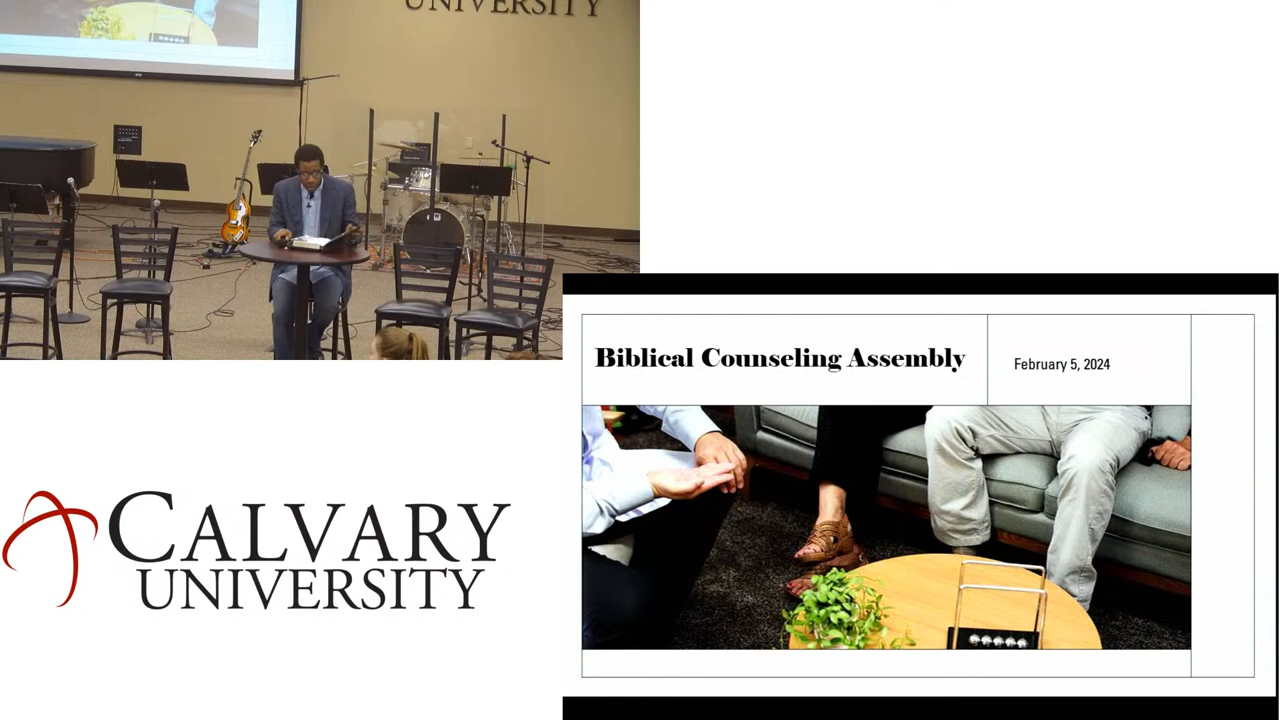 UNIVERSITY
Biblical Counseling Assembly
February 5, 2024
CALVARY
UNIVERSITY